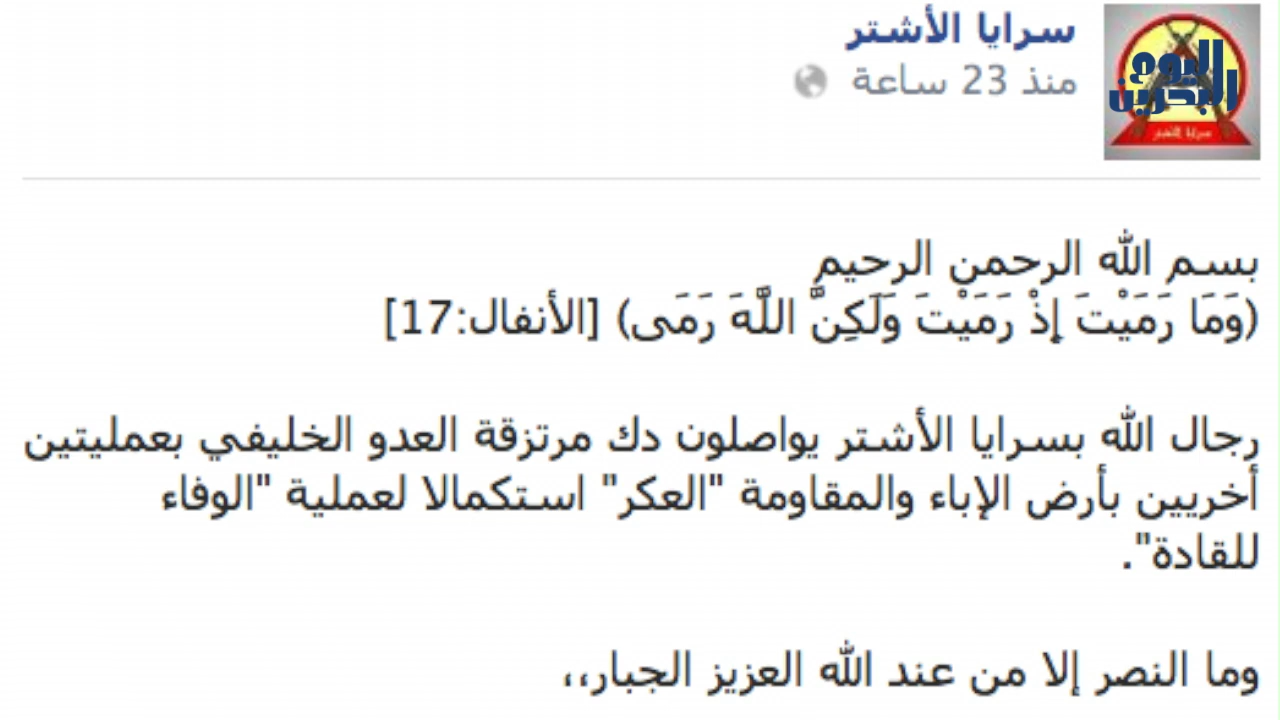 سرايا الأشتر
منذ 23 ساعة
اليوم
البحرين
بسم الله الرحمن الرحيم
(وَمَا رَمَيْتَ إِذْ رَمَيْتَ وَلَكِنَّ اللَّهَ رَمَى) [الأنفال:17]
رجال الله بسرايا الأشتر يواصلون دك مرتزقة العدو الخليفي بعمليتين
أخريين بأرض الإباء والمقاومة "العكر" استكمالا لعملية "الوفاء
للقادة".
وما النصر إلا من عند الله العزيز الجبار،،